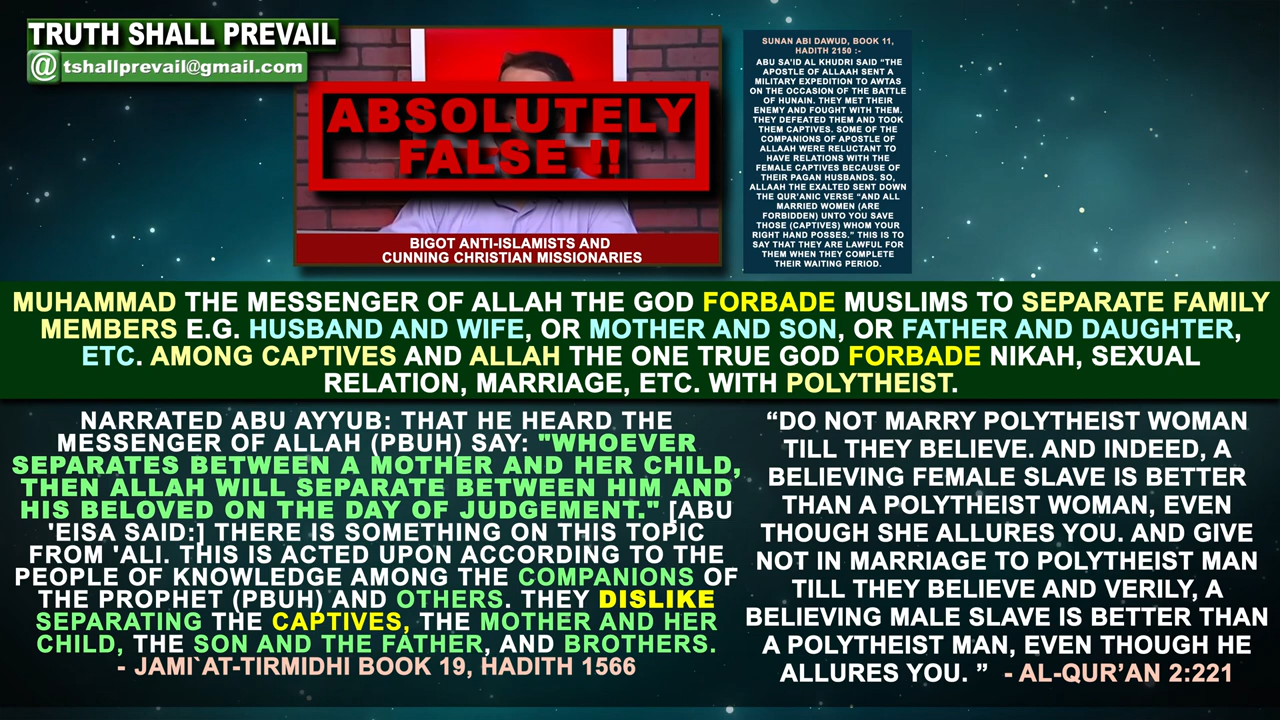 TRUTH SHALL PREVAIL
@ tshallprevail@gmail.com
ABSOLUTELY
FALSE !!
BIGOT ANTI-ISLAMISTS AND
CUNNING CHRISTIAN MISSIONARIES
SUNAN ABI DAWUD, BOOK 11,
HADITH 2150 :-
ABU SA'ID AL KHUDRI SAID "THE
APOSTLE OF ALLAAH SENT A
MILITARY EXPEDITION TO AWTAS
ON THE OCCASION OF THE BATTLE
OF HUNAIN. THEY MET THEIR
ENEMY AND FOUGHT WITH THEM.
THEY DEFEATED THEM AND TOOK
THEM CAPTIVES. SOME OF THE
COMPANIONS OF APOSTLE OF
ALLAAH WERE RELUCTANT TO
HAVE RELATIONS WITH THE
FEMALE CAPTIVES BECAUSE OF
THEIR PAGAN HUSBANDS. SO,
ALLAAH THE EXALTED SENT DOWN
THE QUR'ANIC VERSE "AND ALL
MARRIED WOMEN (ARE
FORBIDDEN) UNTO YOU SAVE
THOSE (CAPTIVES) WHOM YOUR
RIGHT HAND POSSES." THIS IS TO
SAY THAT THEY ARE LAWFUL FOR
THEM WHEN THEY COMPLETE
THEIR WAITING PERIOD.
MUHAMMAD THE MESSENGER OF ALLAH THE GOD FORBADE MUSLIMS TO SEPARATE FAMILY
MEMBERS E.G. HUSBAND AND WIFE, OR MOTHER AND SON, OR FATHER AND DAUGHTER,
ETC. AMONG CAPTIVES AND ALLAH THE ONE TRUE GOD FORBADE NIKAH, SEXUAL
RELATION, MARRIAGE, ETC. WITH POLYTHEIST.
NARRATED ABU AYYUB: THAT HE HEARD THE
MESSENGER OF ALLAH (PBUH) SAY: "WHOEVER
SEPARATES BETWEEN A MOTHER AND HER CHILD,
THEN ALLAH WILL SEPARATE BETWEEN HIM AND
HIS BELOVED ON THE DAY OF JUDGEMENT." [ABU
'EISA SAID:] THERE IS SOMETHING ON THIS TOPIC
FROM 'ALI. THIS IS ACTED UPON ACCORDING TO THE
PEOPLE OF KNOWLEDGE AMONG THE COMPANIONS OF
THE PROPHET (PBUH) AND OTHERS. THEY DISLIKE
SEPARATING THE CAPTIVES, THE MOTHER AND HER
CHILD, THE SON AND THE FATHER, AND BROTHERS.
- JAMI`AT-TIRMIDHI BOOK 19, HADITH 1566
“DO NOT MARRY POLYTHEIST WOMAN
TILL THEY BELIEVE. AND INDEED, A
BELIEVING FEMALE SLAVE IS BETTER
THAN A POLYTHEIST WOMAN, EVEN
THOUGH SHE ALLURES YOU. AND GIVE
NOT IN MARRIAGE TO POLYTHEIST MAN
TILL THEY BELIEVE AND VERILY, A
BELIEVING MALE SLAVE IS BETTER THAN
A POLYTHEIST MAN, EVEN THOUGH HE
ALLURES YOU. ” - AL-QUR’AN 2:221